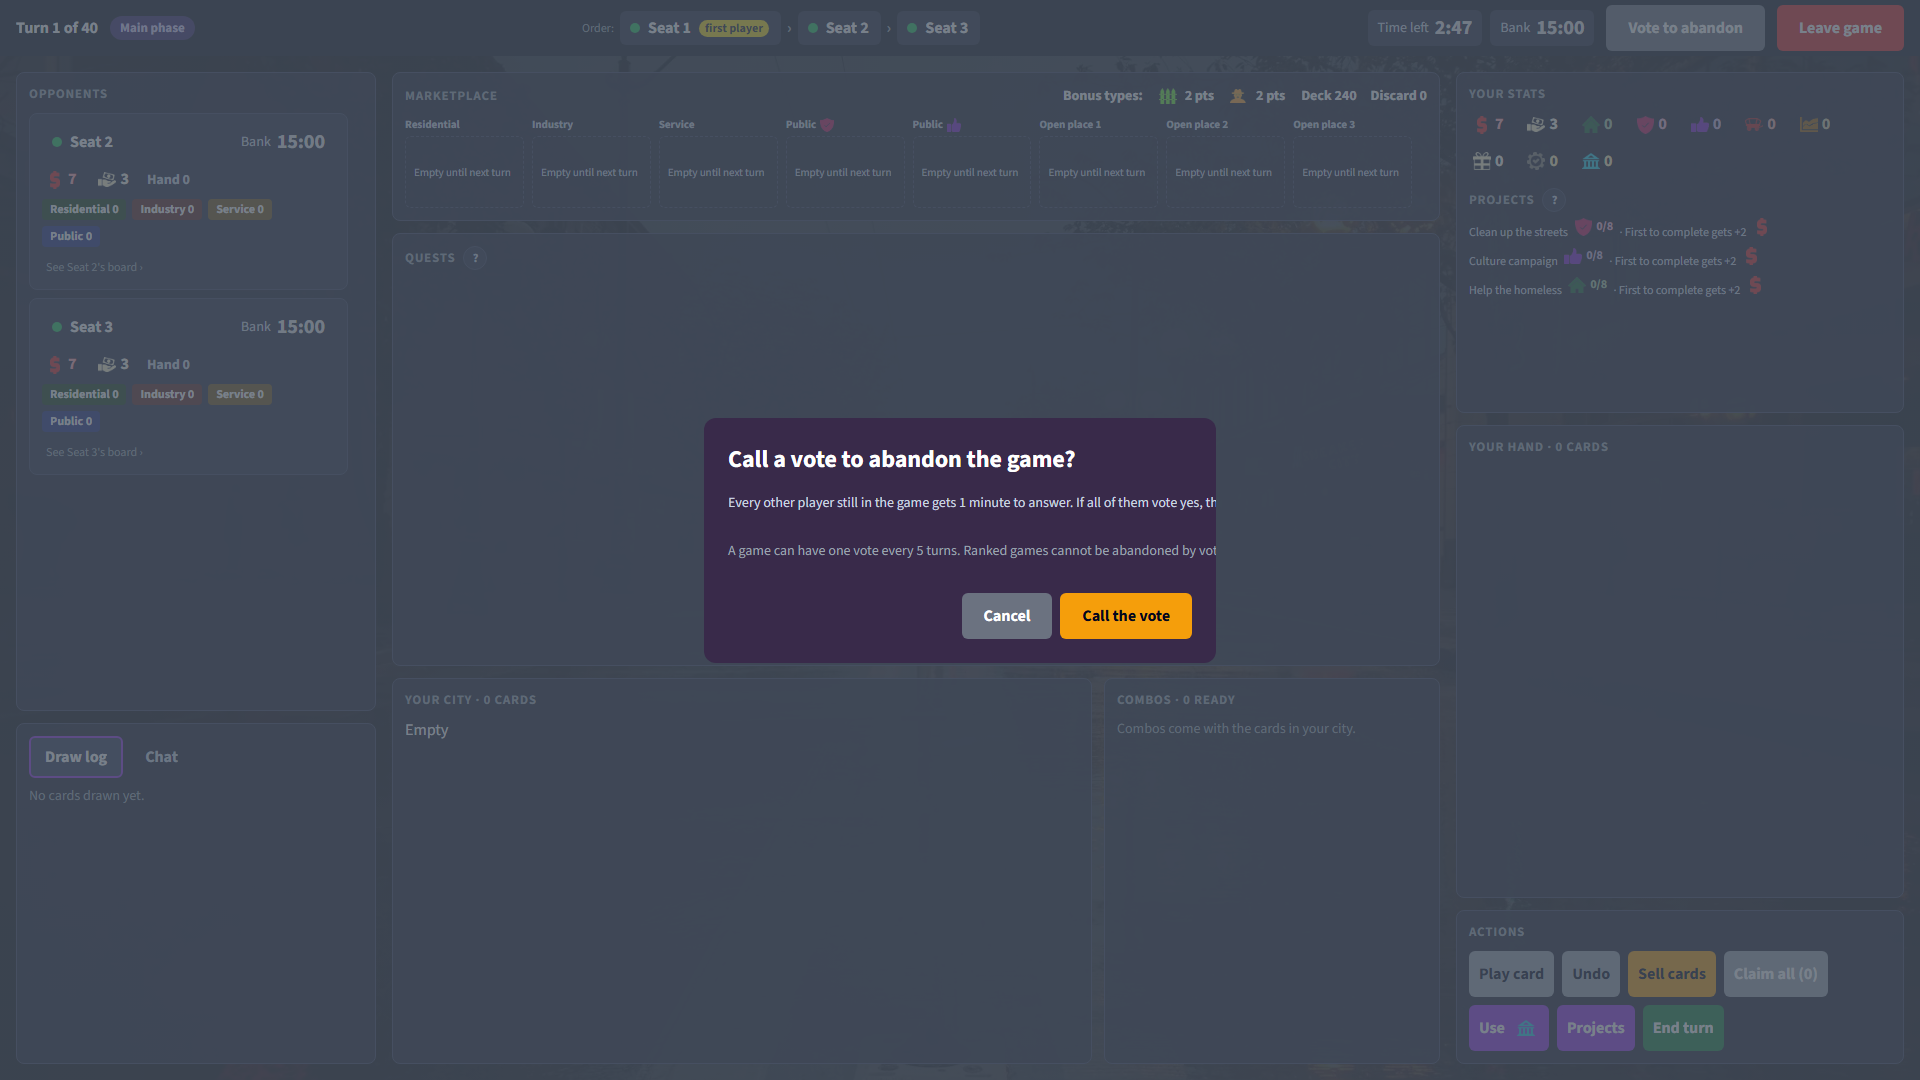 Turn 1 of 40 Main phase
Order: Seat 1 first player › Seat 2 › Seat 3
Time left 2:47 Bank 15:00 Vote to abandon Leave game
OPPONENTS
Seat 2 Bank 15:00
7 3 Hand 0
Residential 0 Industry 0 Service 0
Public 0
See Seat 2's board ›
Seat 3 Bank 15:00
7 3 Hand 0
Residential 0 Industry 0 Service 0
Public 0
See Seat 3's board ›
Draw log Chat
No cards drawn yet.
MARKETPLACE
Bonus types: 2 pts 2 pts Deck 240 Discard 0
Residential Industry Service Public Public Open place 1 Open place 2 Open place 3
Empty until next turn Empty until next turn Empty until next turn Empty until next turn Empty until next turn Empty until next turn Empty until next turn Empty until next turn
QUESTS ?
Call a vote to abandon the game?
Every other player still in the game gets 1 minute to answer. If all of them vote yes, th
A game can have one vote every 5 turns. Ranked games cannot be abandoned by vot
Cancel Call the vote
YOUR CITY · 0 CARDS
Empty
COMBOS · 0 READY
Combos come with the cards in your city.
YOUR STATS
7 3 0 0 0 0 0
0 0 0
PROJECTS ?
Clean up the streets 0/8 · First to complete gets +2
Culture campaign 0/8 · First to complete gets +2
Help the homeless 0/8 · First to complete gets +2
YOUR HAND · 0 CARDS
ACTIONS
Play card Undo Sell cards Claim all (0)
Use Projects End turn